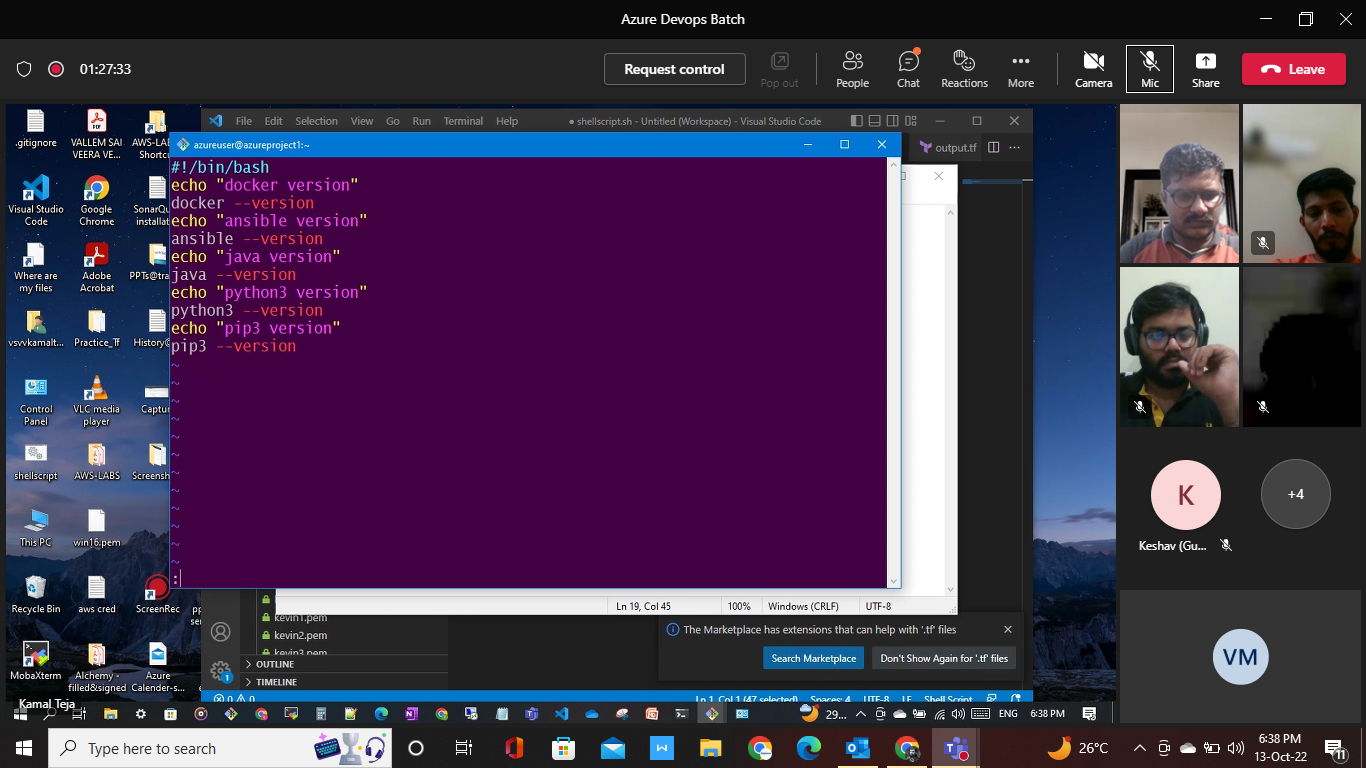 Azure Devops Batch
01:27:33
Request control
Pop out
People
Chat
Reactions
More
Camera
Mic
Share
Leave
.gitignore
VALLEM SAI
VEERA VE...
AWS-LA
Shortc
Visual Studio
Code
Google
Chrome
SonarQu
installat
Where are
my files
Adobe
Acrobat
PPTs@tra
vsvvkamalt...
Practice_Tf
History@
Control
Panel
VLC media
player
Captur
shellscript
AWS-LABS
Screensh
This PC
win16.pem
Recycle Bin
aws cred
ScreenRec
MobaXterm
Alchemy -
filled&signed
Azure
Calender-s...
Kamal Teja
File Edit Selection View Go Run Terminal Help
● shellscript.sh - Untitled (Workspace) - Visual Studio Code
output.tf
azureuser@azureproject1:~
#!/bin/bash
echo "docker version"
docker --version
echo "ansible version"
ansible --version
echo "java version"
java --version
echo "python3 version"
python3 --version
echo "pip3 version"
pip3 --version
~
~
~
~
~
~
~
~
~
~
~
~
:
Ln 19, Col 45 100% Windows (CRLF) UTF-8
kevin1.pem
kevin2.pem
kevin3.pem
OUTLINE
TIMELINE
The Marketplace has extensions that can help with '.tf' files
Search Marketplace
Don't Show Again for '.tf' files
0 0
Ln 1, Col 1 (47 selected) Spaces: 4 UTF-8 LF Shell Script
29... ENG 6:38 PM
K
+4
Keshav (Gu...
VM
Type here to search
26°C
6:38 PM
13-Oct-22
11